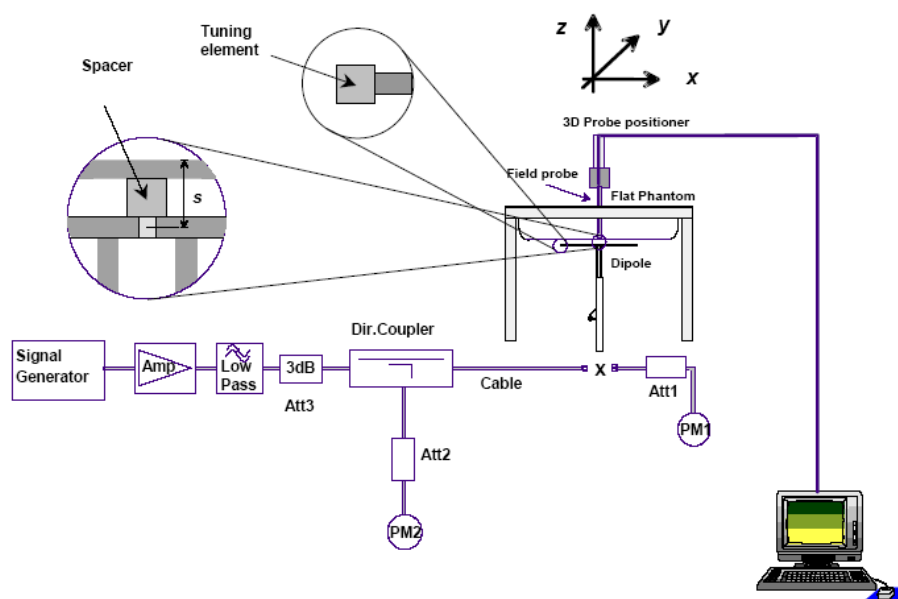 Tuning
element
Spacer
s
z
y
x
3D Probe positioner
Field probe
Flat Phantom
Dipole
Signal
Generator
Amp
Low
Pass
3dB
Att3
Dir.Coupler
Cable
x
Att1
PM1
Att2
PM2